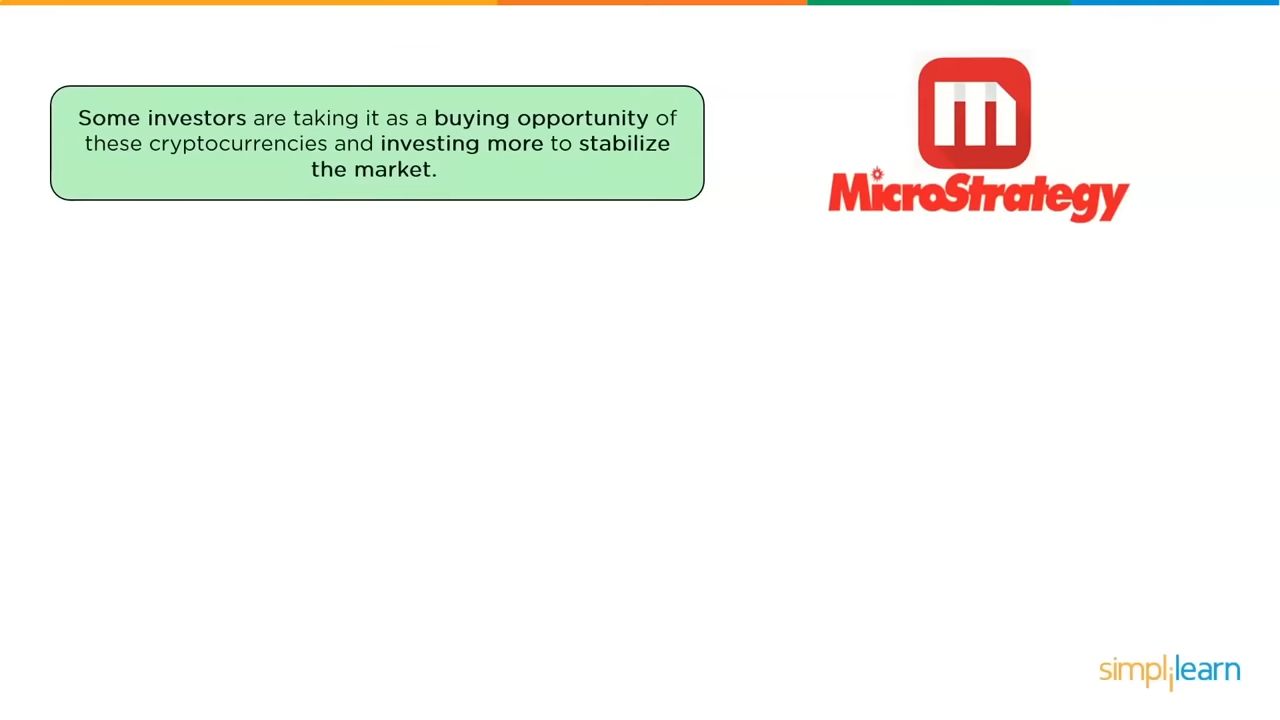 Some investors are taking it as a buying opportunity of
these cryptocurrencies and investing more to stabilize
the market.
m
MicroStrategy
simplilearn